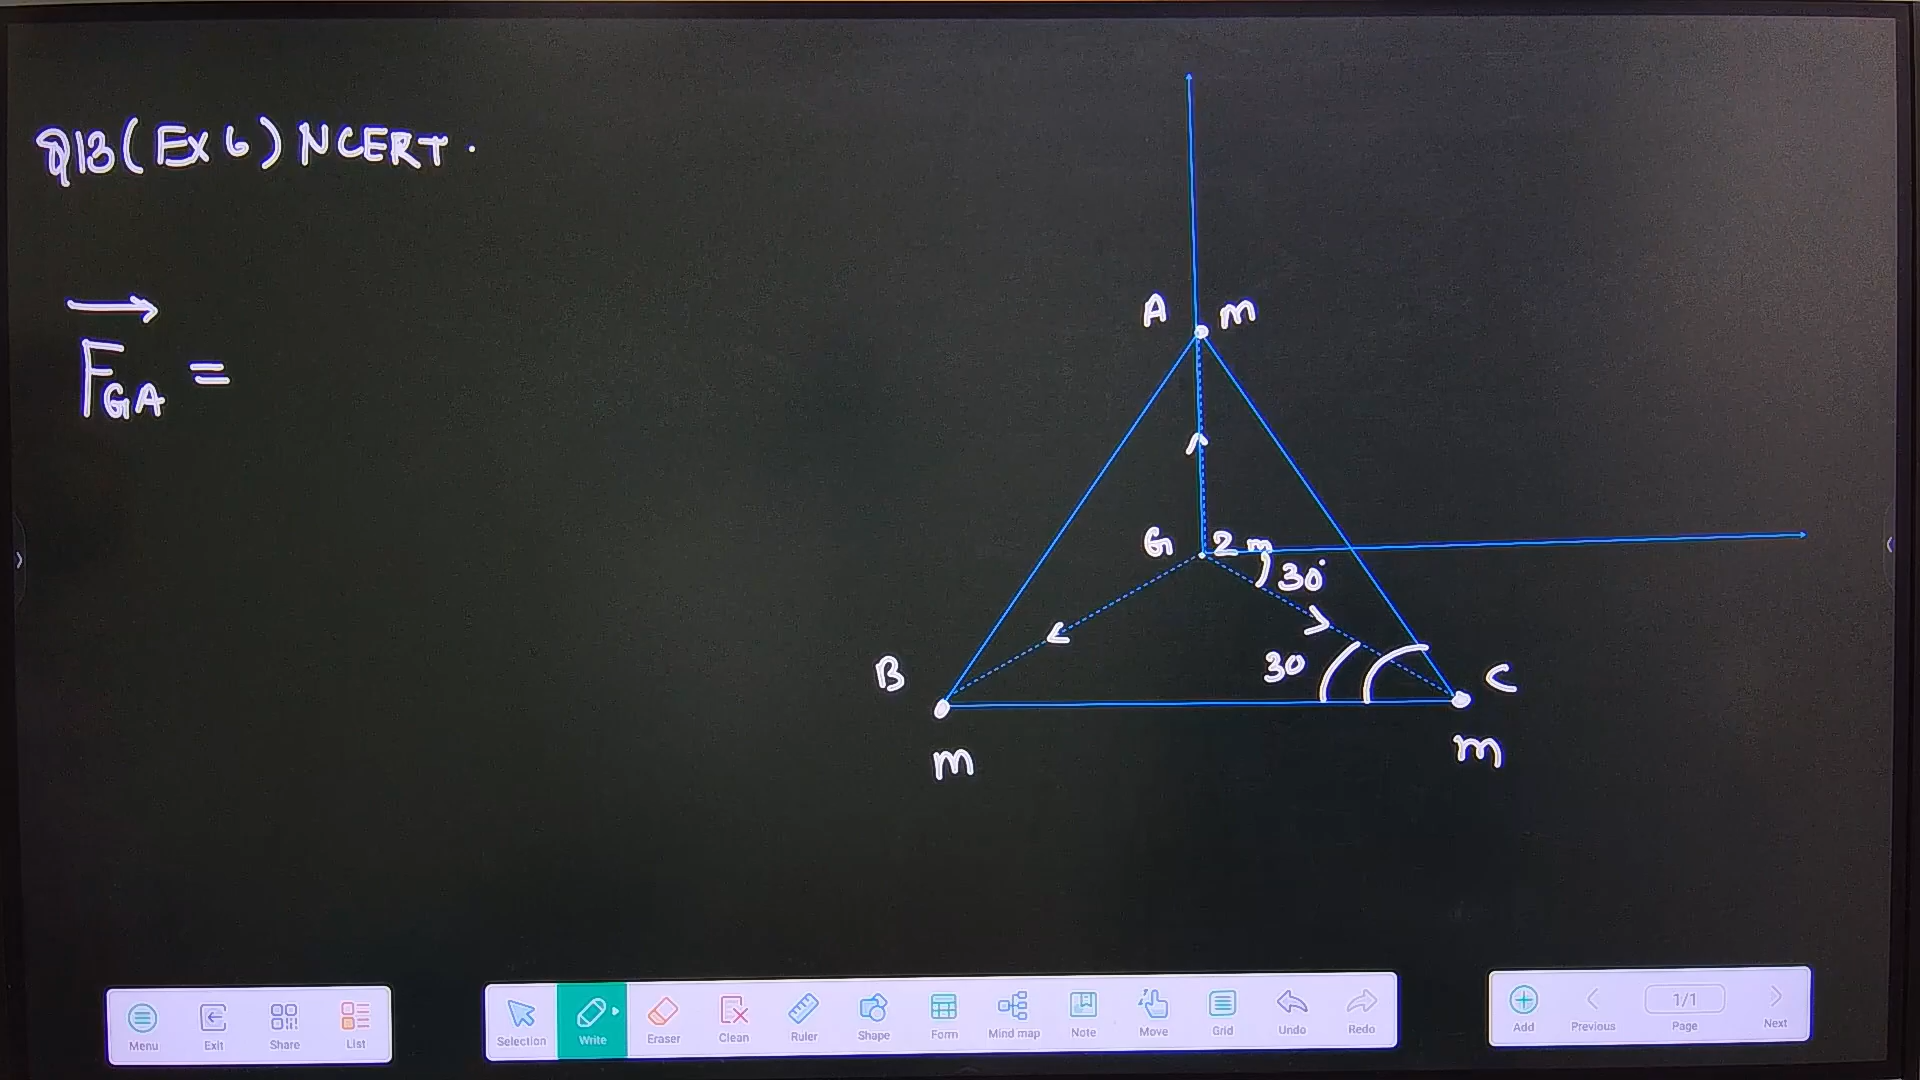 Q13 (Ex 6) NCERT.
F_GA =
A m
G 2m
30°
30
B
C
m
m
Menu Exit Share List
Selection Write Eraser Clean Ruler Shape Form Mind map Note Move Grid Undo Redo
Add Previous 1/1 Page Next